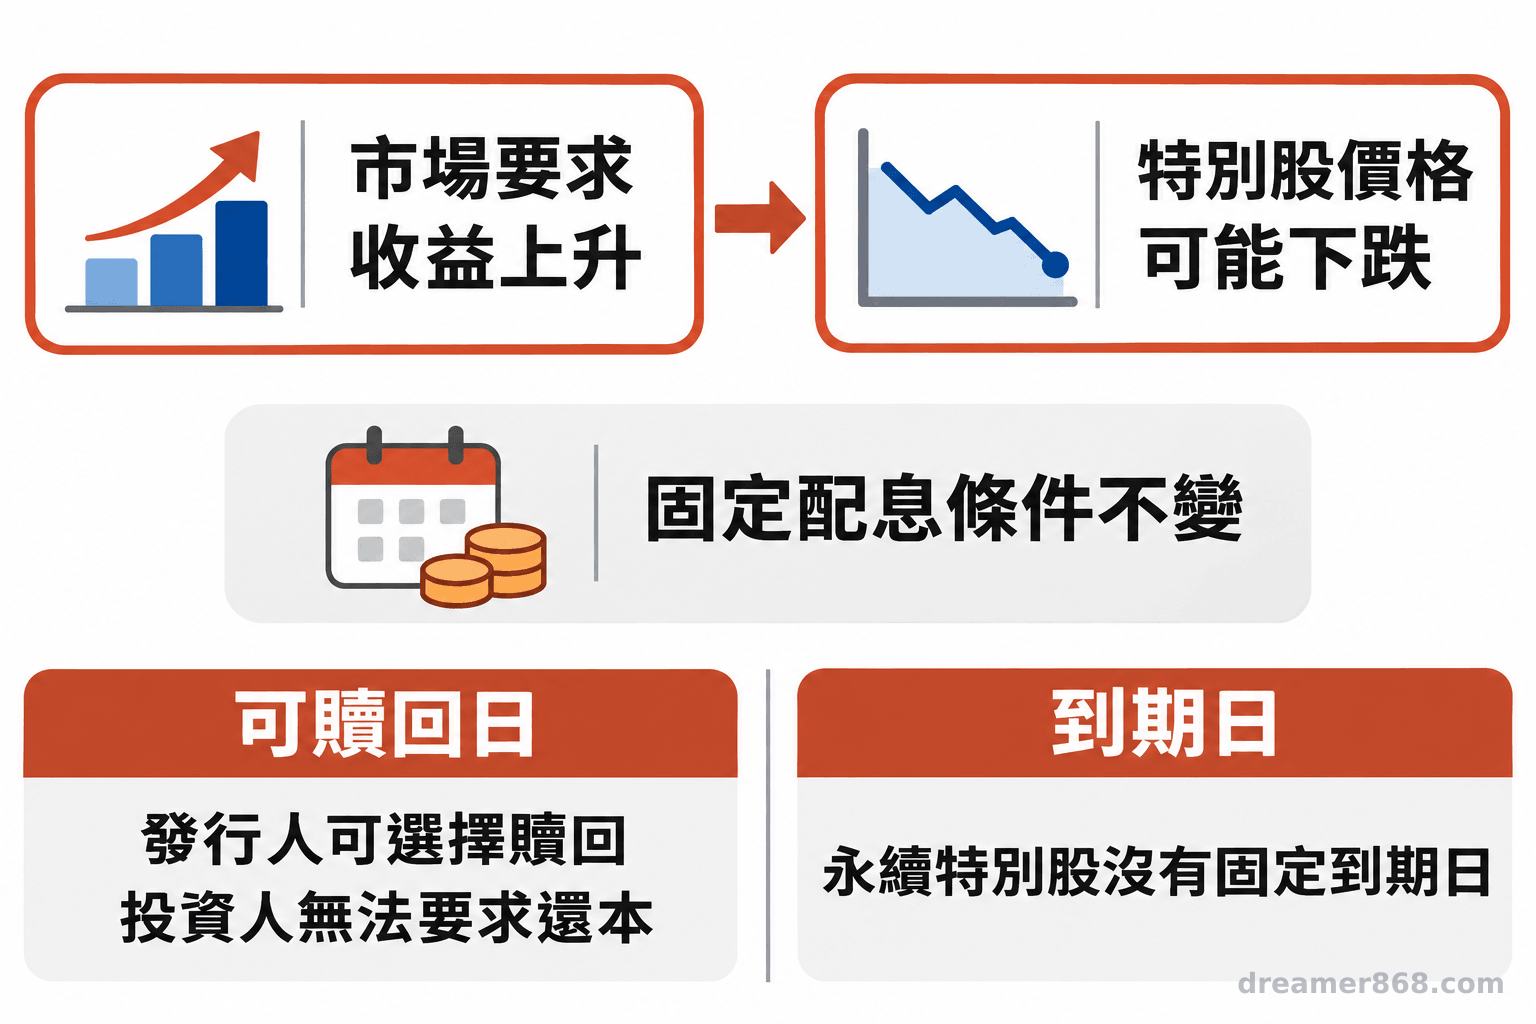 市場要求
收益上升
特別股價格
可能下跌
固定配息條件不變
可贖回日
發行人可選擇贖回
投資人無法要求還本
到期日
永續特別股沒有固定到期日
dreamer868.com